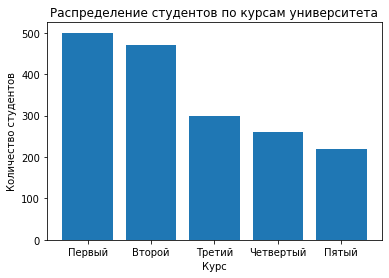 Распределение студентов по курсам университета
Количество студентов
500
400
300
200
100
0
Первый Второй Третий Четвертый Пятый
Курс